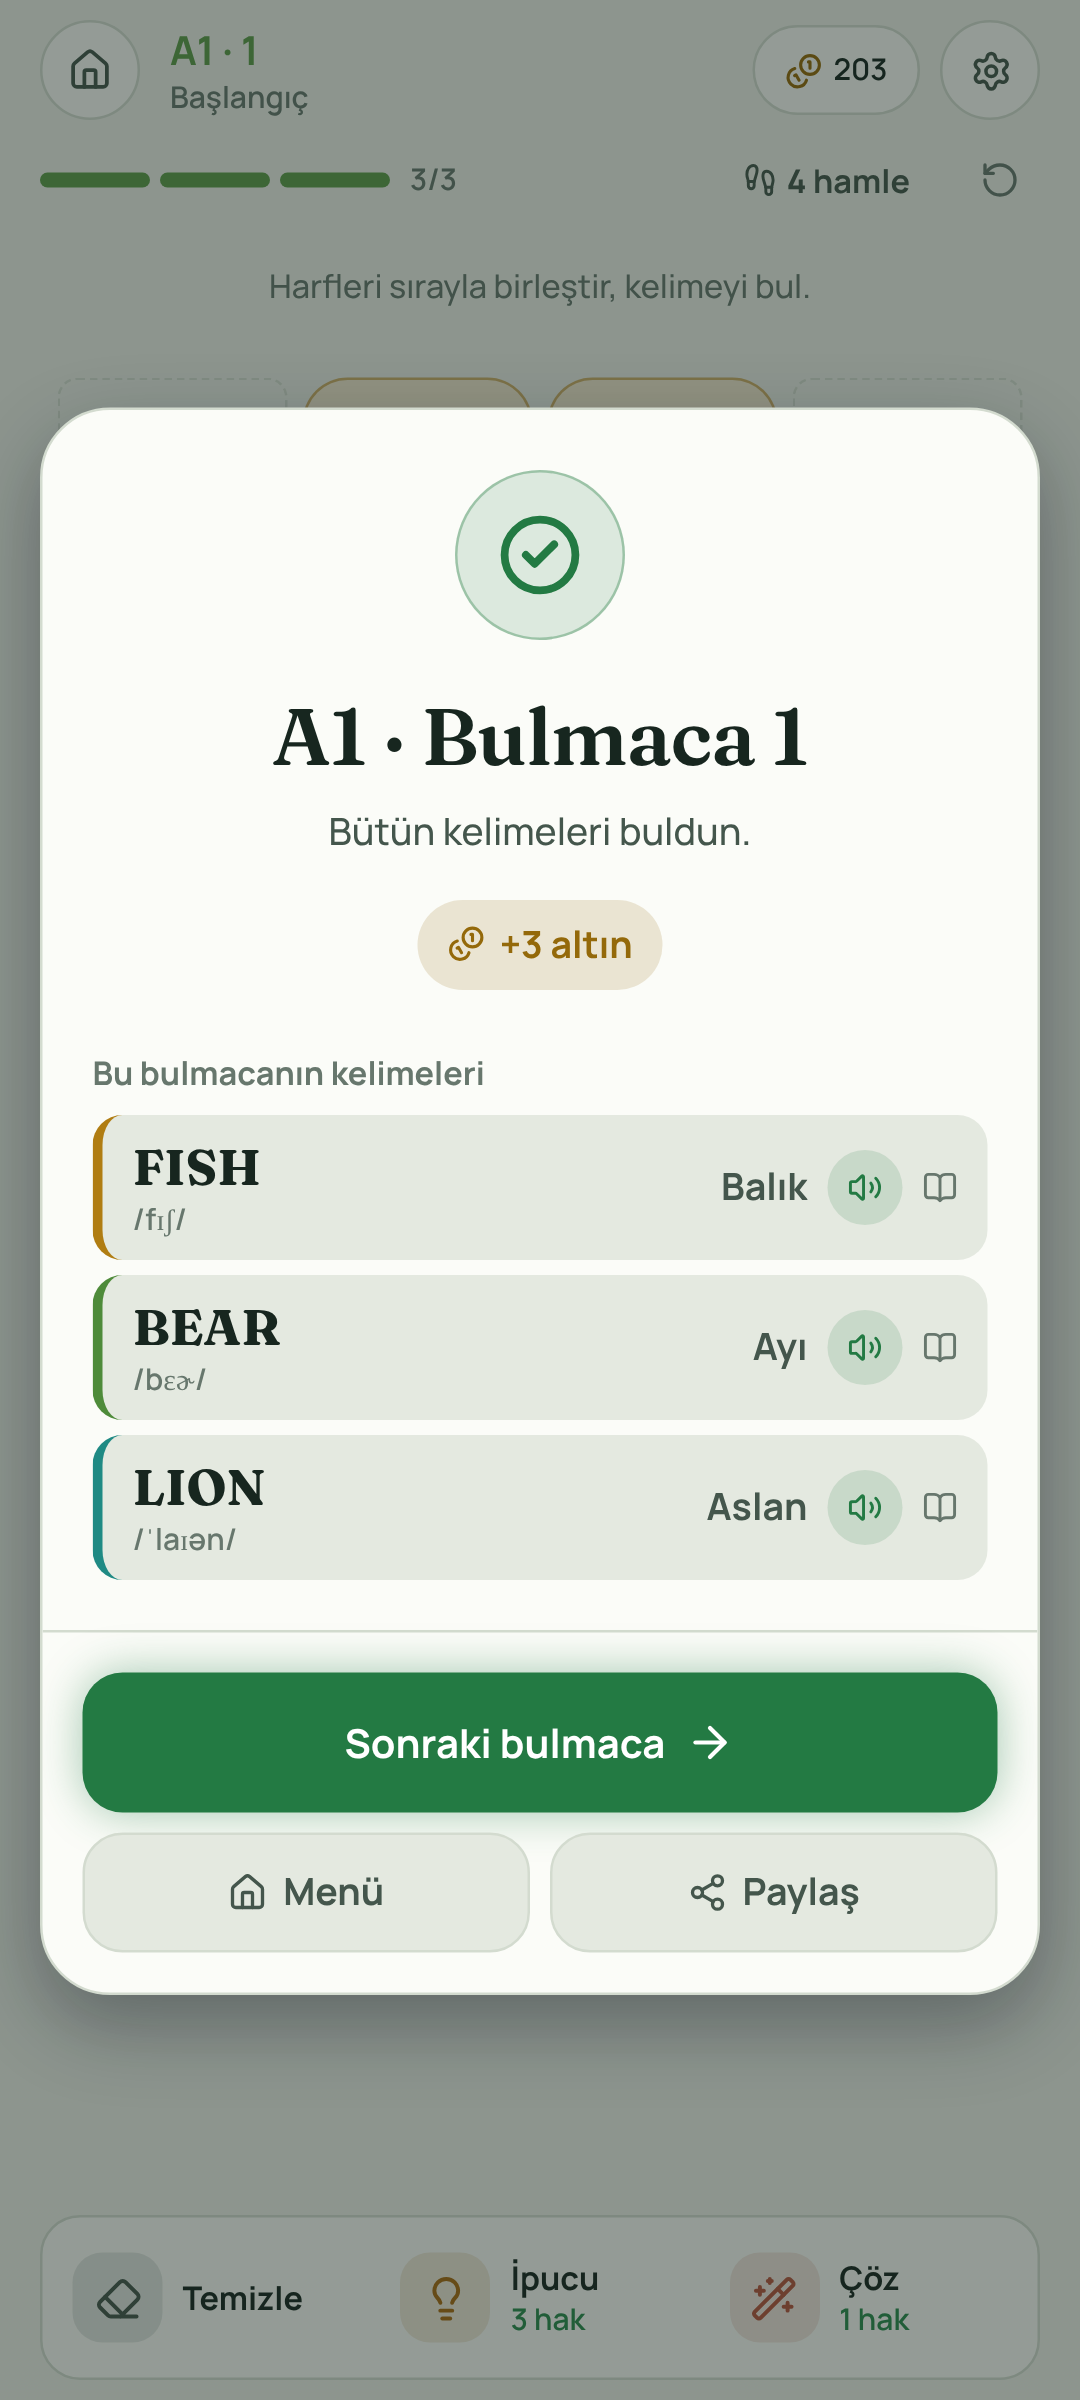 A1 · 1
Başlangıç
203
3/3
4 hamle
Harfleri sırayla birleştir, kelimeyi bul.
A1 · Bulmaca 1
Bütün kelimeleri buldun.
+3 altın
Bu bulmacanın kelimeleri
FISH
/fɪʃ/
Balık
BEAR
/bɛɚ/
Ayı
LION
/ˈlaɪən/
Aslan
Sonraki bulmaca
Menü
Paylaş
Temizle
İpucu
3 hak
Çöz
1 hak